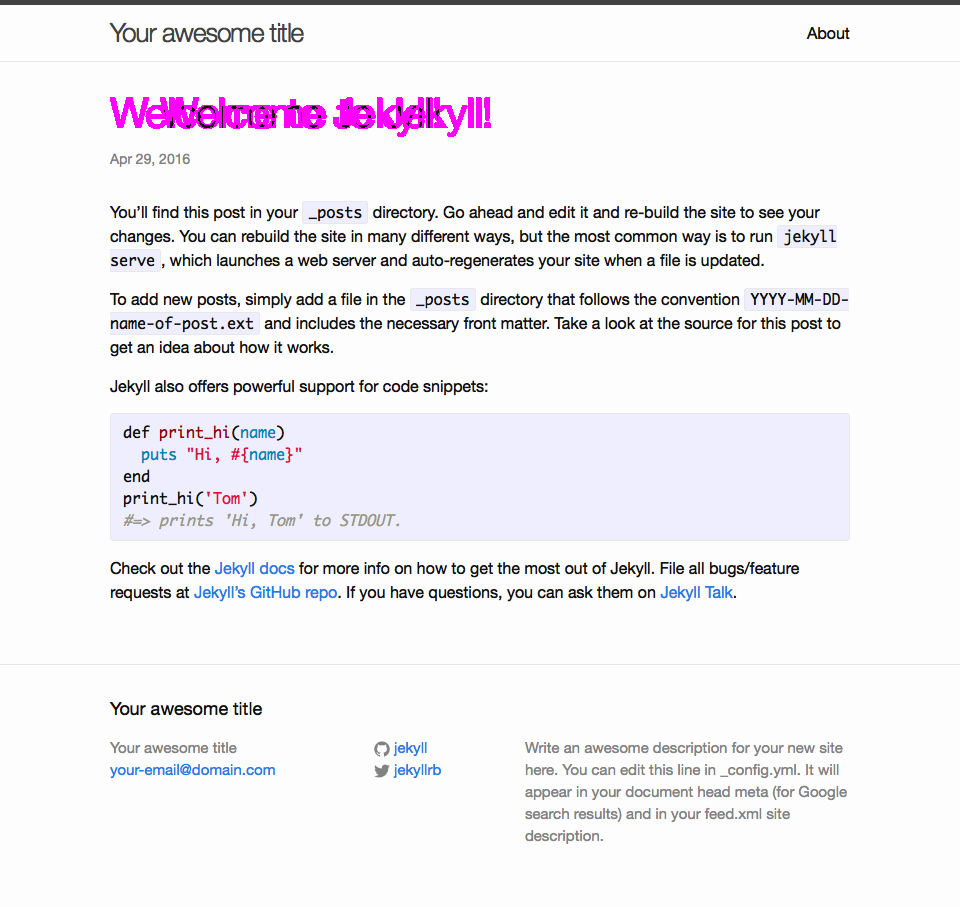 Your awesome title
About
Welcome to Jekyll!
Apr 29, 2016
You’ll find this post in your _posts directory. Go ahead and edit it and re-build the site to see your
changes. You can rebuild the site in many different ways, but the most common way is to run jekyll
serve , which launches a web server and auto-regenerates your site when a file is updated.
To add new posts, simply add a file in the _posts directory that follows the convention YYYY-MM-DD-
name-of-post.ext and includes the necessary front matter. Take a look at the source for this post to
get an idea about how it works.
Jekyll also offers powerful support for code snippets:
def print_hi(name)
  puts "Hi, #{name}"
end
print_hi('Tom')
#=> prints 'Hi, Tom' to STDOUT.
Check out the Jekyll docs for more info on how to get the most out of Jekyll. File all bugs/feature
requests at Jekyll’s GitHub repo. If you have questions, you can ask them on Jekyll Talk.
Your awesome title
Your awesome title
your-email@domain.com
jekyll
jekyllrb
Write an awesome description for your new site
here. You can edit this line in _config.yml. It will
appear in your document head meta (for Google
search results) and in your feed.xml site
description.